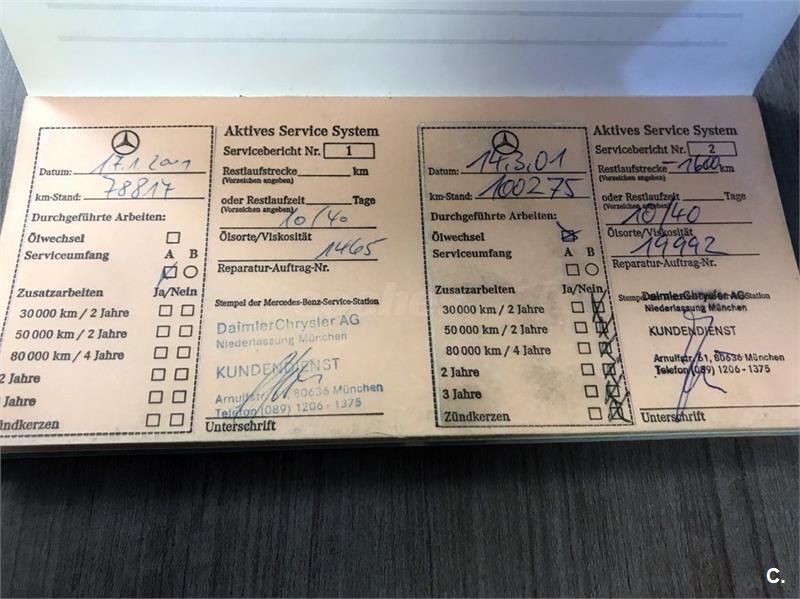 Aktives Service System
Servicebericht Nr. 1
Datum: 17.1.2001
Restlaufstrecke km
(Vorzeichen angeben)
km-Stand: 78817
oder Restlaufzeit Tage
(Vorzeichen angeben)
Durchgeführte Arbeiten:
10/40
Ölwechsel
Ölsorte/Viskosität
Serviceumfang A B
1465
Reparatur-Auftrag-Nr.
Zusatzarbeiten Ja/Nein
Stempel der Mercedes-Benz-Service-Station
30 000 km / 2 Jahre
50 000 km / 2 Jahre
80 000 km / 4 Jahre
2 Jahre
Jahre
ündkerzen
DaimlerChrysler AG
Niederlassung München
KUNDENDIENST
Arnulfstr. 61, 80636 München
Telefon (089) 1206 - 1375
Unterschrift
Aktives Service System
Servicebericht Nr. 2
Datum: 14.3.01
Restlaufstrecke -1600 km
(Vorzeichen angeben)
km-Stand: 100275
oder Restlaufzeit Tage
(Vorzeichen angeben)
Durchgeführte Arbeiten:
10/40
Ölwechsel
Ölsorte/Viskosität
Serviceumfang A B
19992
Reparatur-Auftrag-Nr.
Zusatzarbeiten Ja/Nein
30 000 km / 2 Jahre
50 000 km / 2 Jahre
80 000 km / 4 Jahre
2 Jahre
3 Jahre
Zündkerzen
DaimlerChrysler AG
Niederlassung München
KUNDENDIENST
Arnulfstr. 61, 80636 München
Telefon (089) 1206 - 1375
Unterschrift
C.